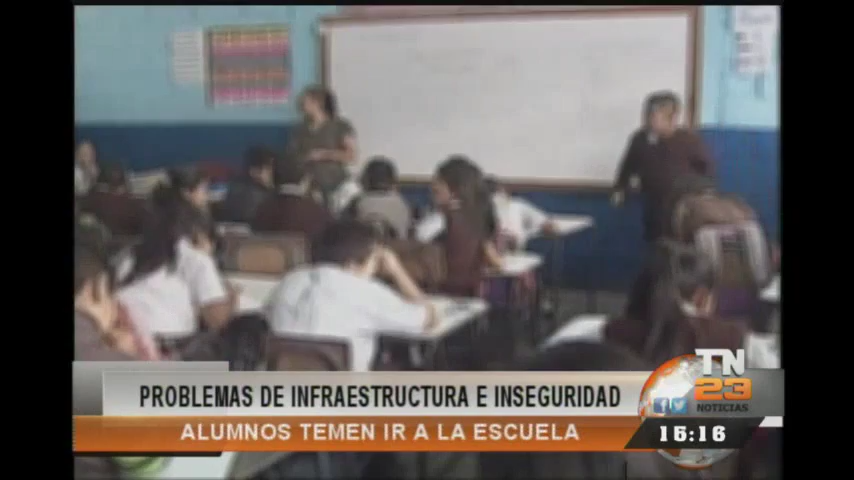 PROBLEMAS DE INFRAESTRUCTURA E INSEGURIDAD
ALUMNOS TEMEN IR A LA ESCUELA
TN
23
NOTICIAS
15:16